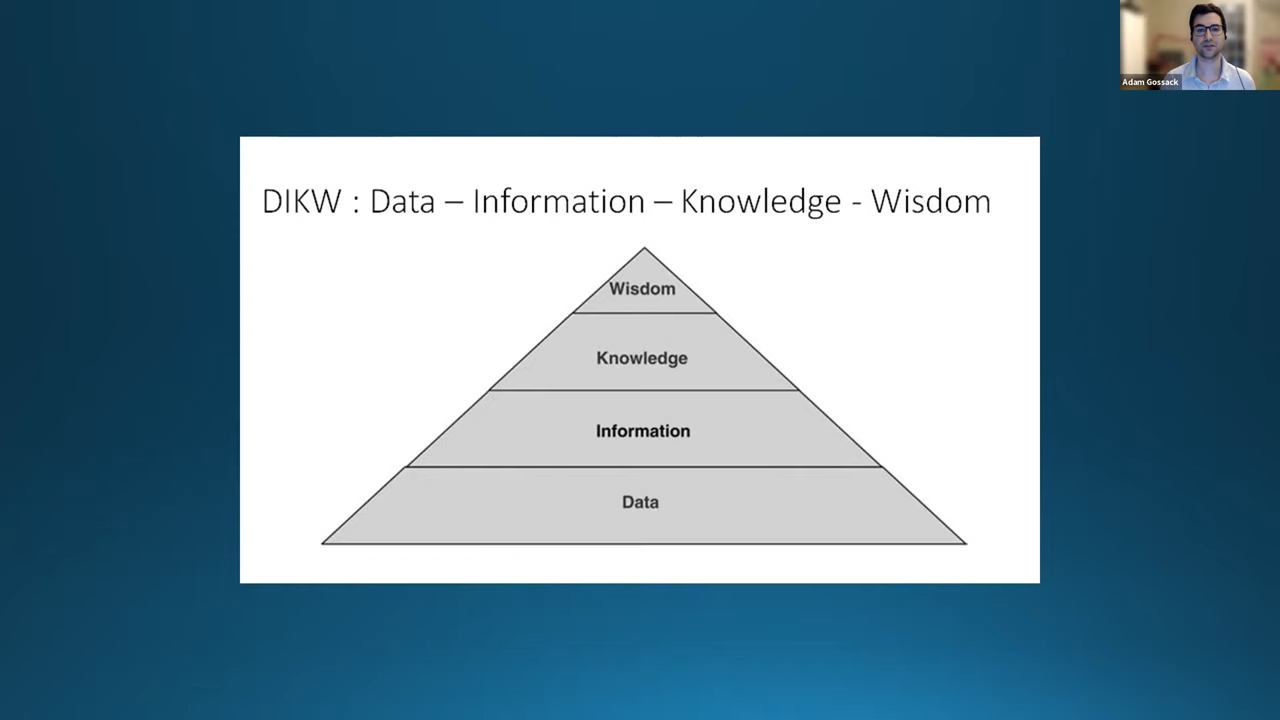 Adam Gossack
DIKW : Data – Information – Knowledge - Wisdom
Wisdom
Knowledge
Information
Data